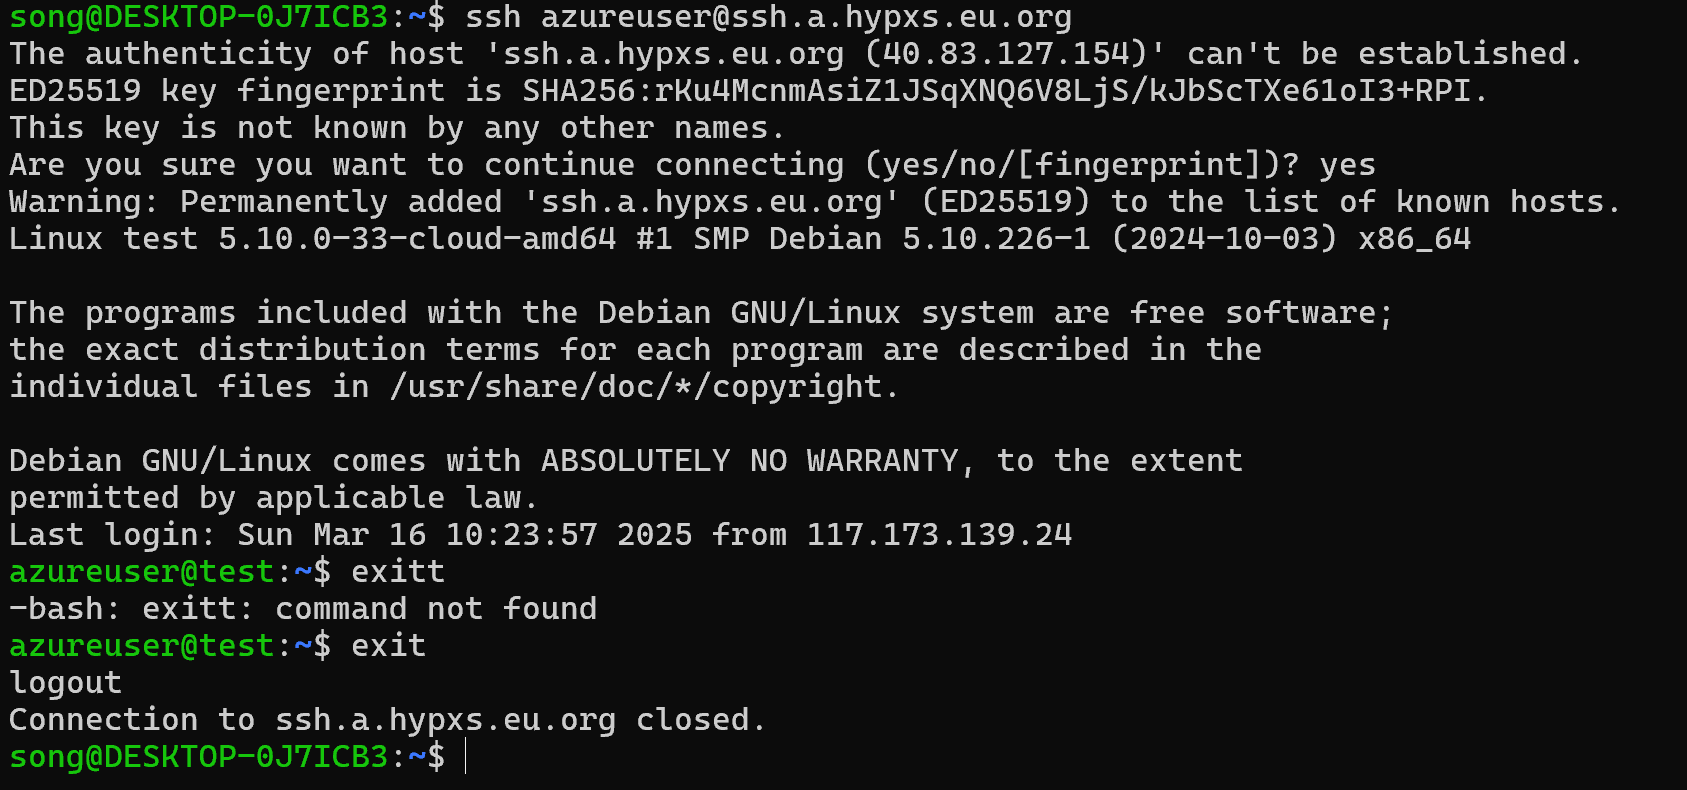 song@DESKTOP-0J7ICB3:~$ ssh azureuser@ssh.a.hypxs.eu.org
The authenticity of host 'ssh.a.hypxs.eu.org (40.83.127.154)' can't be established.
ED25519 key fingerprint is SHA256:rKu4McnmAsiZ1JSqXNQ6V8LjS/kJbScTXe61oI3+RPI.
This key is not known by any other names.
Are you sure you want to continue connecting (yes/no/[fingerprint])? yes
Warning: Permanently added 'ssh.a.hypxs.eu.org' (ED25519) to the list of known hosts.
Linux test 5.10.0-33-cloud-amd64 #1 SMP Debian 5.10.226-1 (2024-10-03) x86_64

The programs included with the Debian GNU/Linux system are free software;
the exact distribution terms for each program are described in the
individual files in /usr/share/doc/*/copyright.

Debian GNU/Linux comes with ABSOLUTELY NO WARRANTY, to the extent
permitted by applicable law.
Last login: Sun Mar 16 10:23:57 2025 from 117.173.139.24
azureuser@test:~$ exitt
-bash: exitt: command not found
azureuser@test:~$ exit
logout
Connection to ssh.a.hypxs.eu.org closed.
song@DESKTOP-0J7ICB3:~$